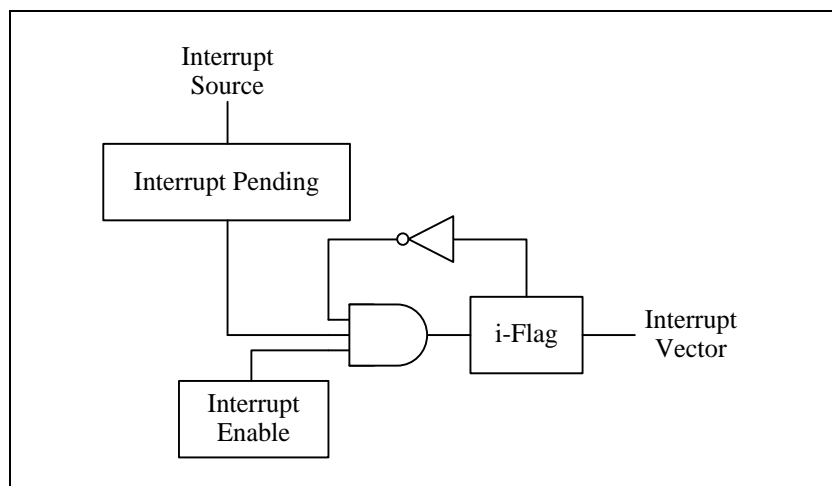 Interrupt
Source
Interrupt Pending
i-Flag
Interrupt
Vector
Interrupt
Enable